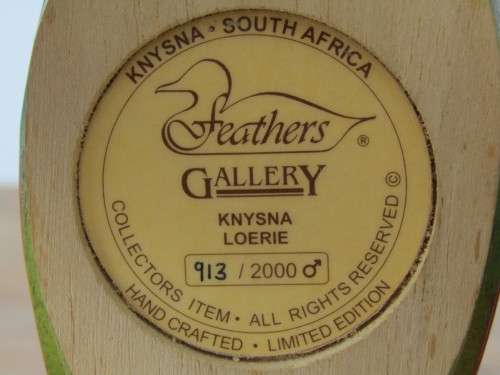 KNYSNA • SOUTH AFRICA
Feathers ®
GALLERY
KNYSNA
LOERIE
913 / 2000 ♂
COLLECTORS ITEM • ALL RIGHTS RESERVED ©
HAND CRAFTED • LIMITED EDITION